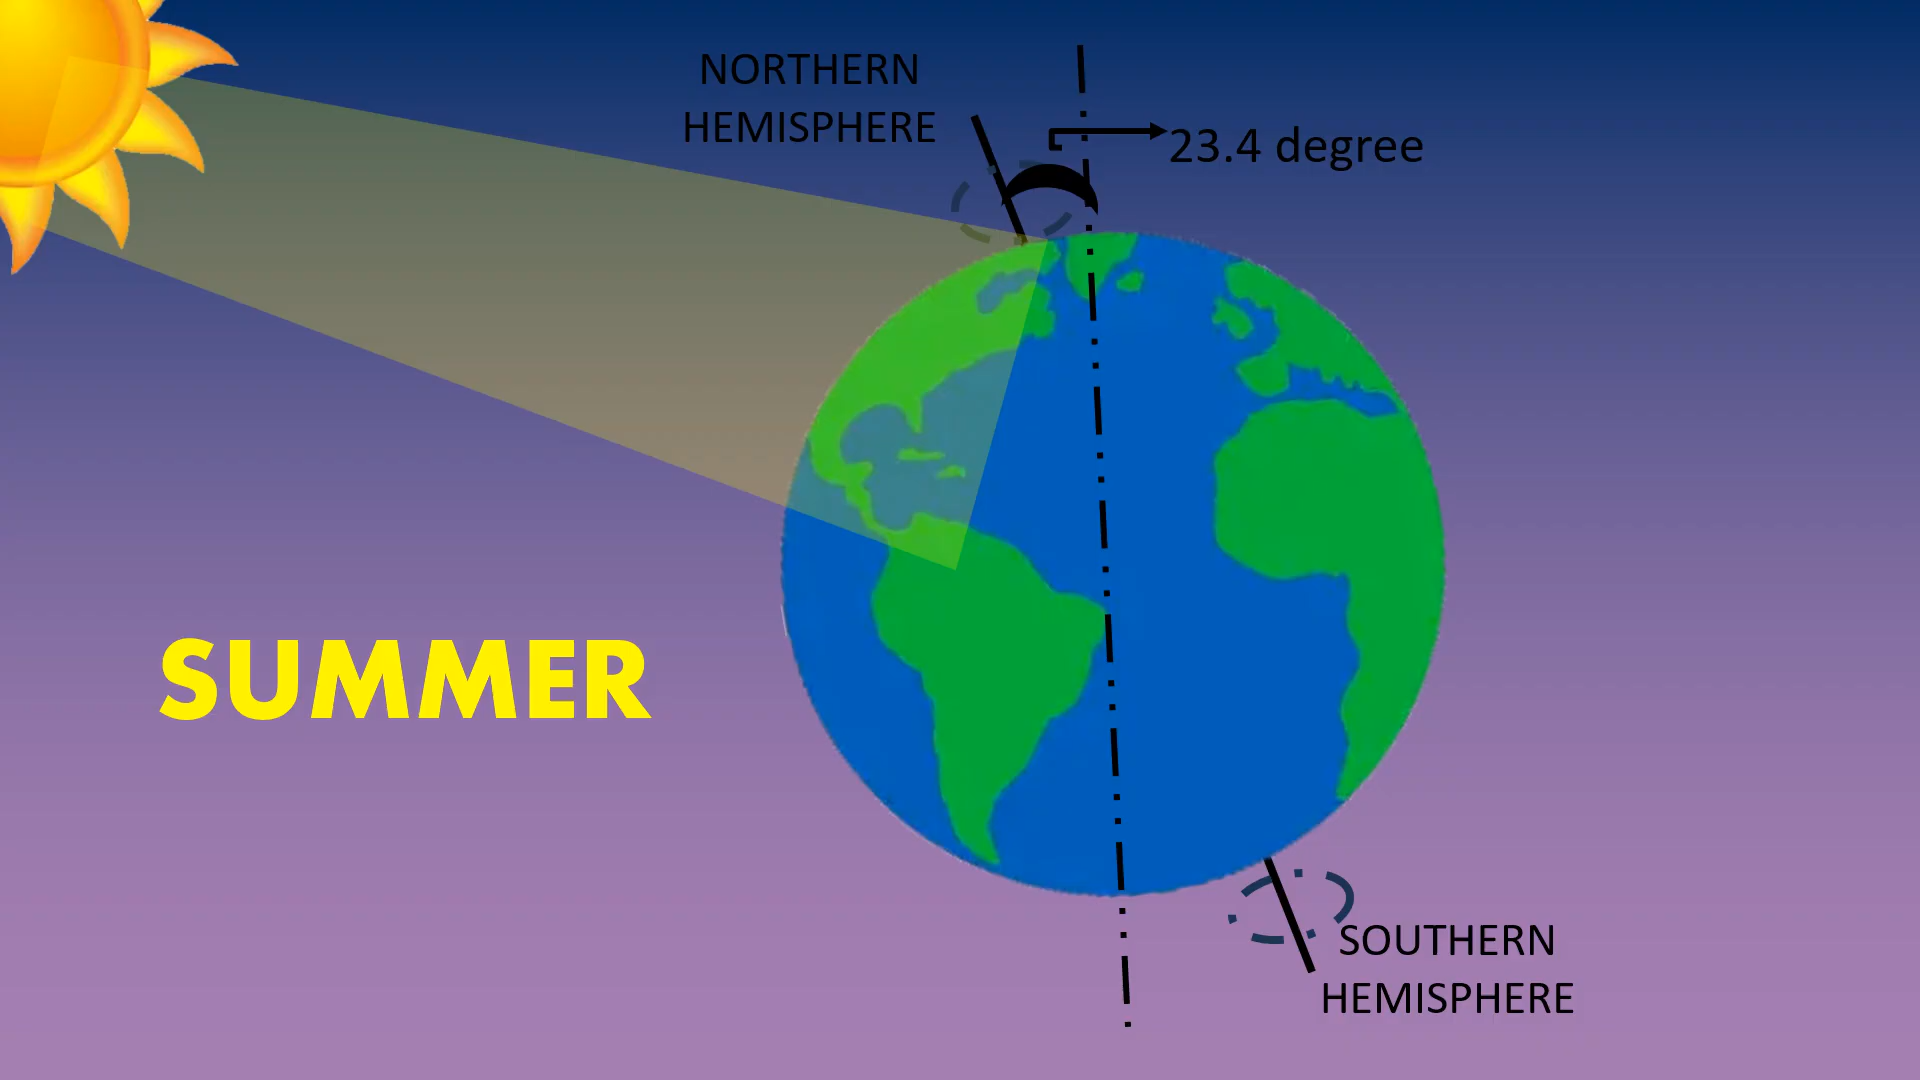 NORTHERN
HEMISPHERE
23.4 degree
SUMMER
SOUTHERN
HEMISPHERE